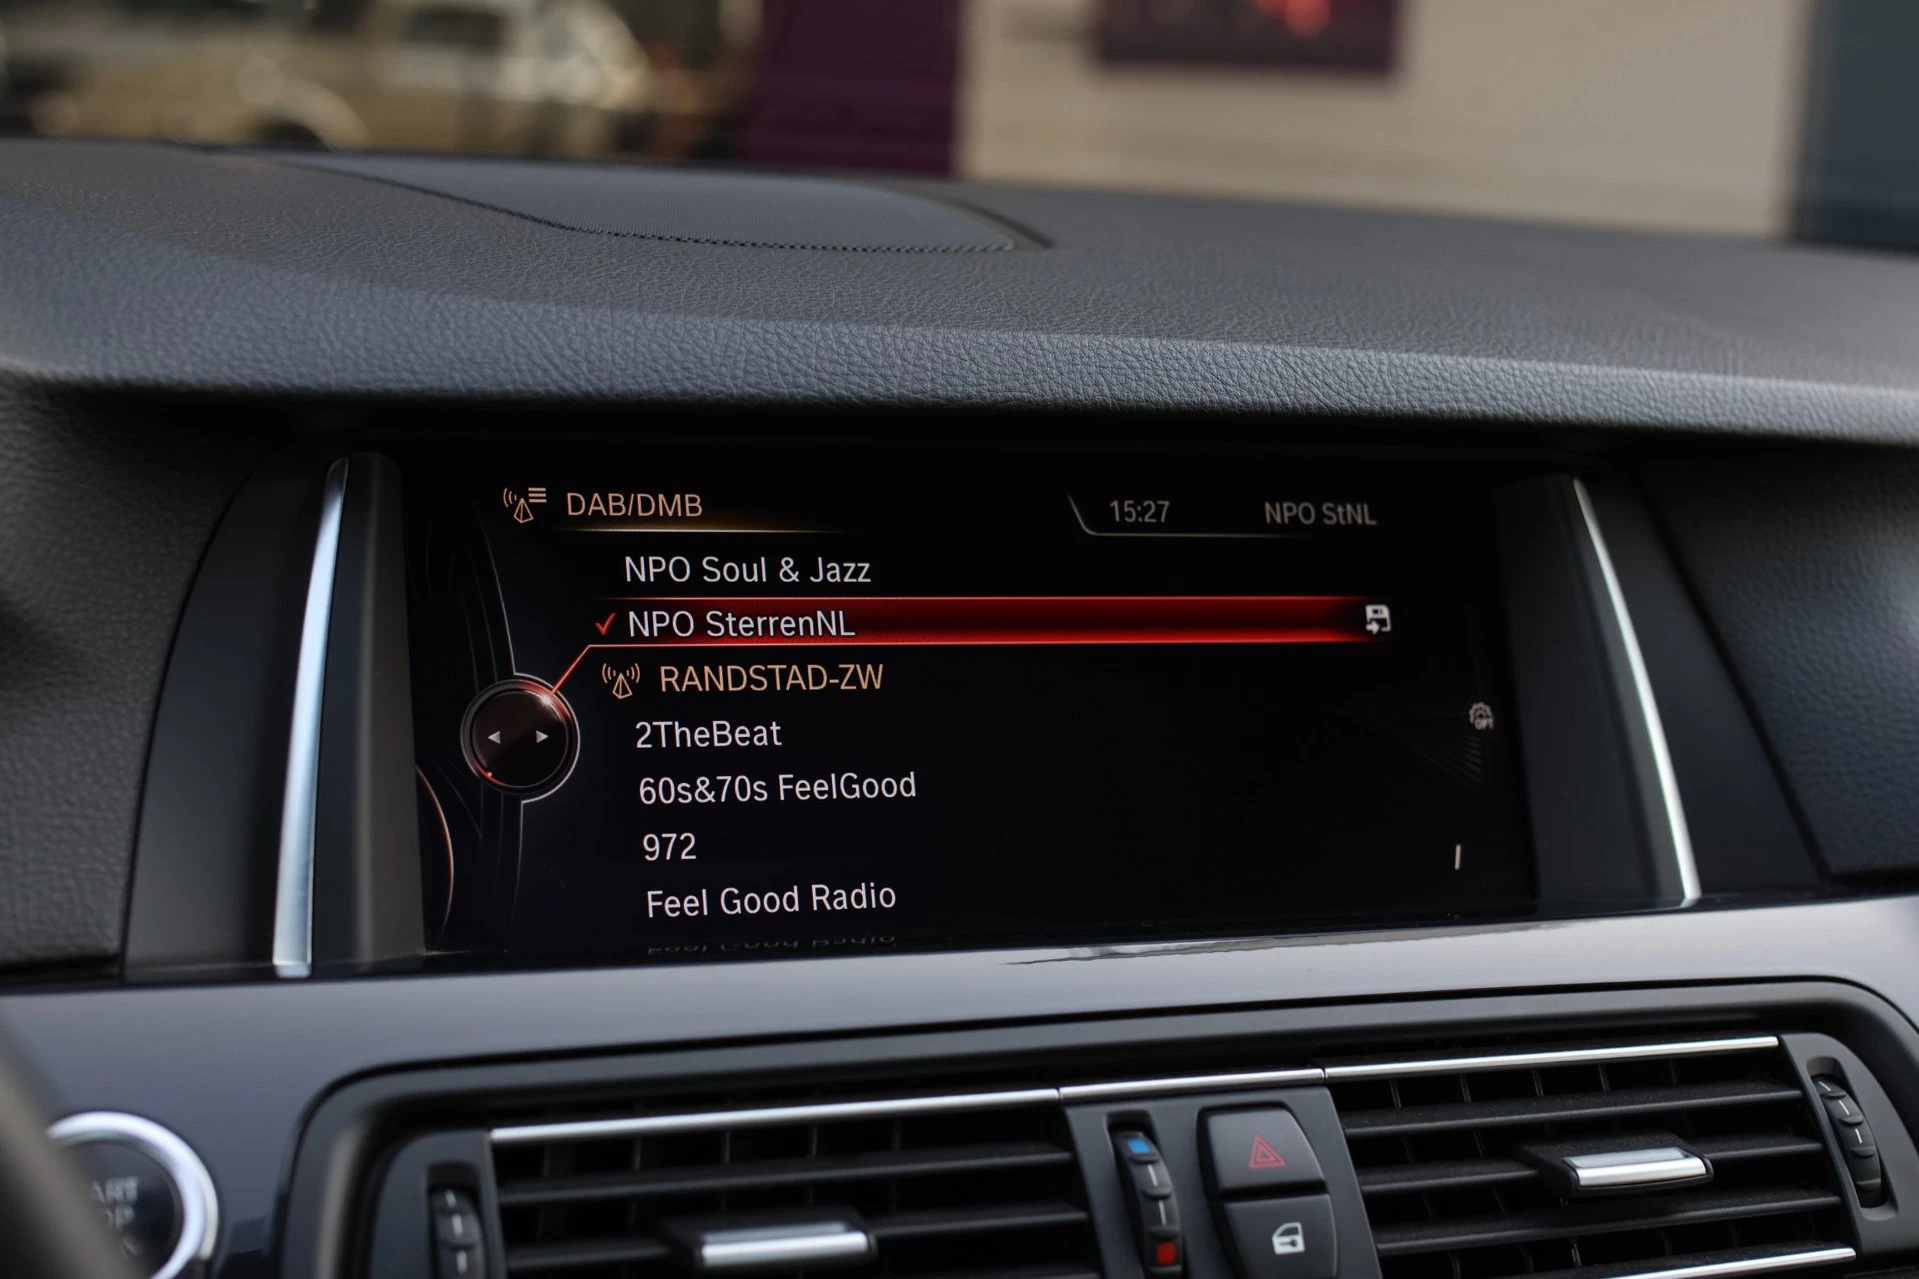 DAB/DMB
15:27
NPO StNL
NPO Soul & Jazz
NPO SterrenNL
RANDSTAD-ZW
2TheBeat
60s&70s FeelGood
972
Feel Good Radio
OPT